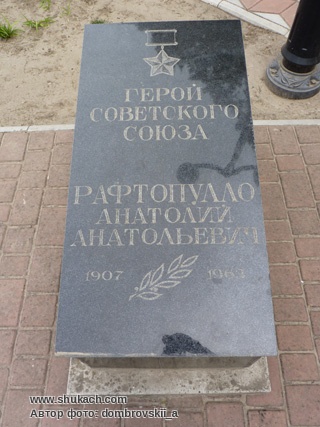 ГЕРОЙ
СОВЕТСКОГО
СОЮЗА
РАФТОПУЛЛО
АНАТОЛИЙ
АНАТОЛЬЕВИЧ
1907 1985
www.shukach.com
Автор фото: dombrovskii_a